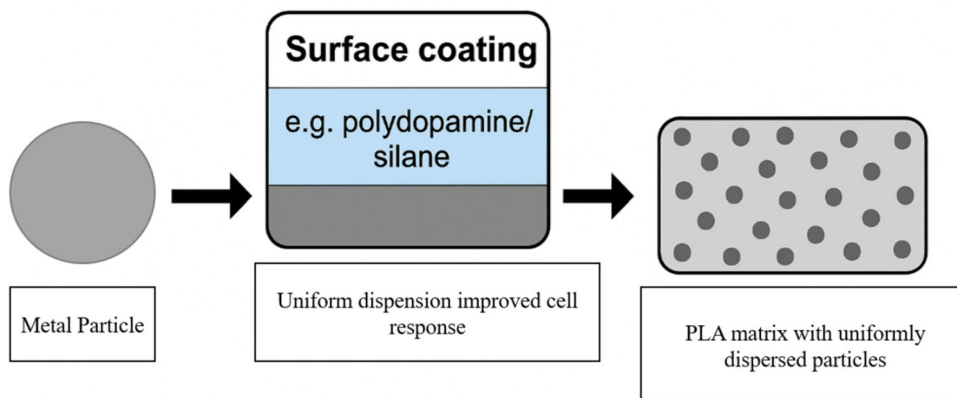 Surface coating
e.g. polydopamine/
silane
Metal Particle
Uniform dispension improved cell
response
PLA matrix with uniformly
dispersed particles